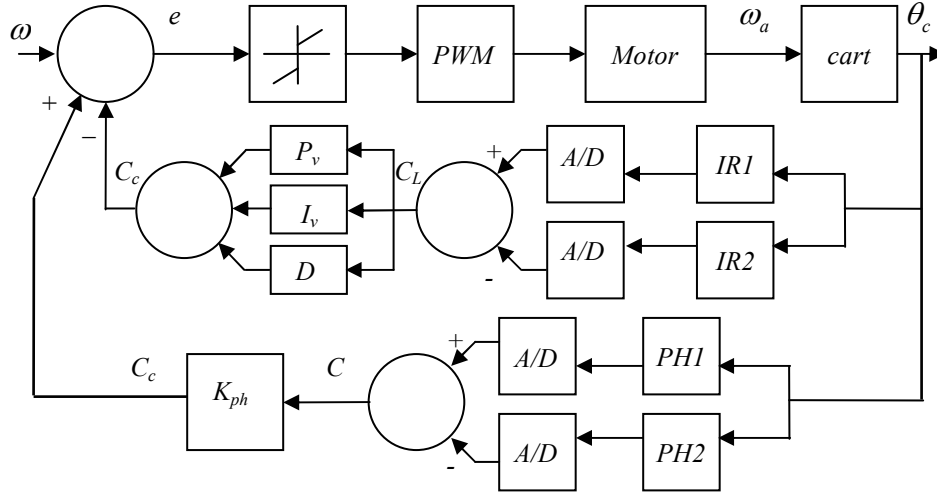 ω e ω_a θ_c
PWM Motor cart
+
−
C_c P_v C_L + A/D IR1
I_v
D - A/D IR2
C_c K_ph C + A/D PH1
- A/D PH2